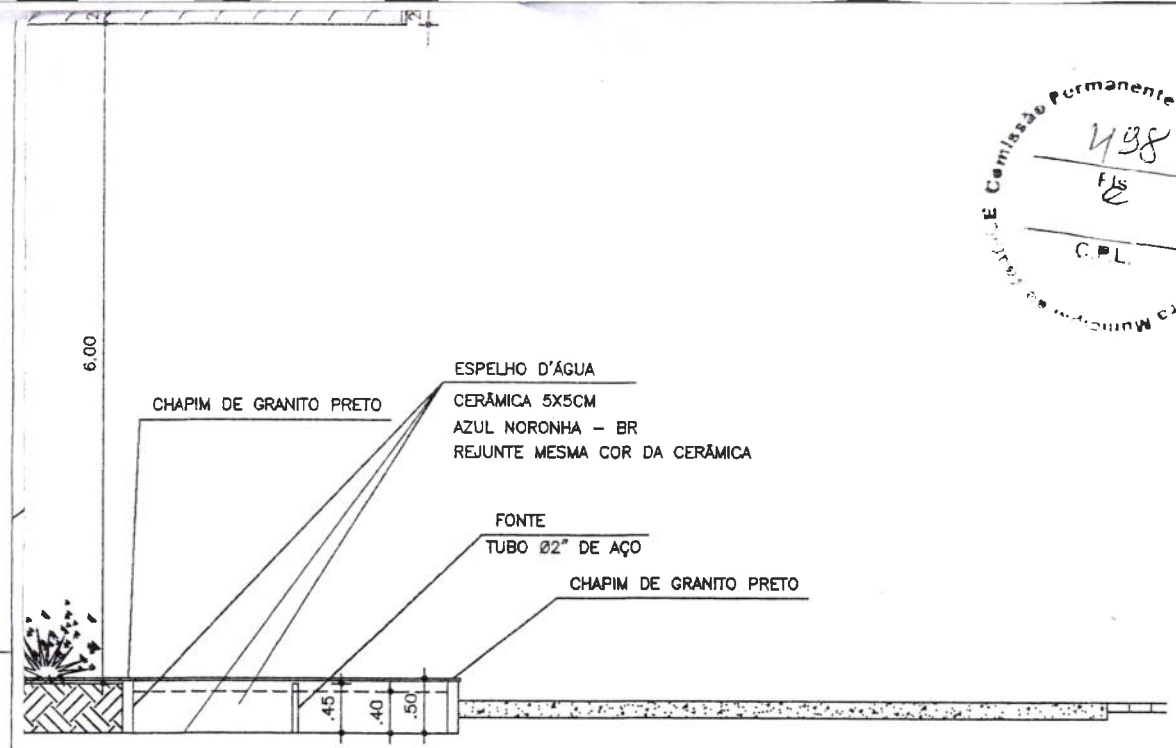 Comissão Permanente
498
Fls
C.P.L.
6.00
ESPELHO D'ÁGUA
CHAPIM DE GRANITO PRETO
CERÂMICA 5X5CM
AZUL NORONHA – BR
REJUNTE MESMA COR DA CERÂMICA
FONTE
TUBO Ø2" DE AÇO
CHAPIM DE GRANITO PRETO
.45
.40
.50